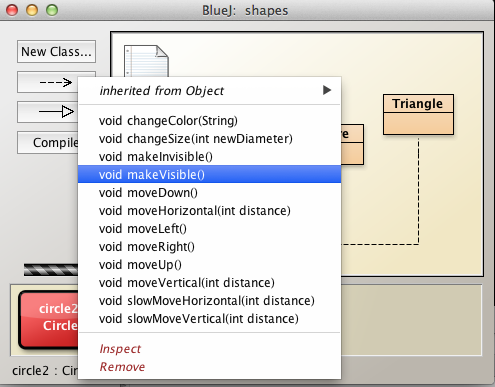 BlueJ: shapes
New Class...
Compile
Triangle
inherited from Object
void changeColor(String)
void changeSize(int newDiameter)
void makeInvisible()
void makeVisible()
void moveDown()
void moveHorizontal(int distance)
void moveLeft()
void moveRight()
void moveUp()
void moveVertical(int distance)
void slowMoveHorizontal(int distance)
void slowMoveVertical(int distance)
Inspect
Remove
circle2
Circle
circle2 : Cir